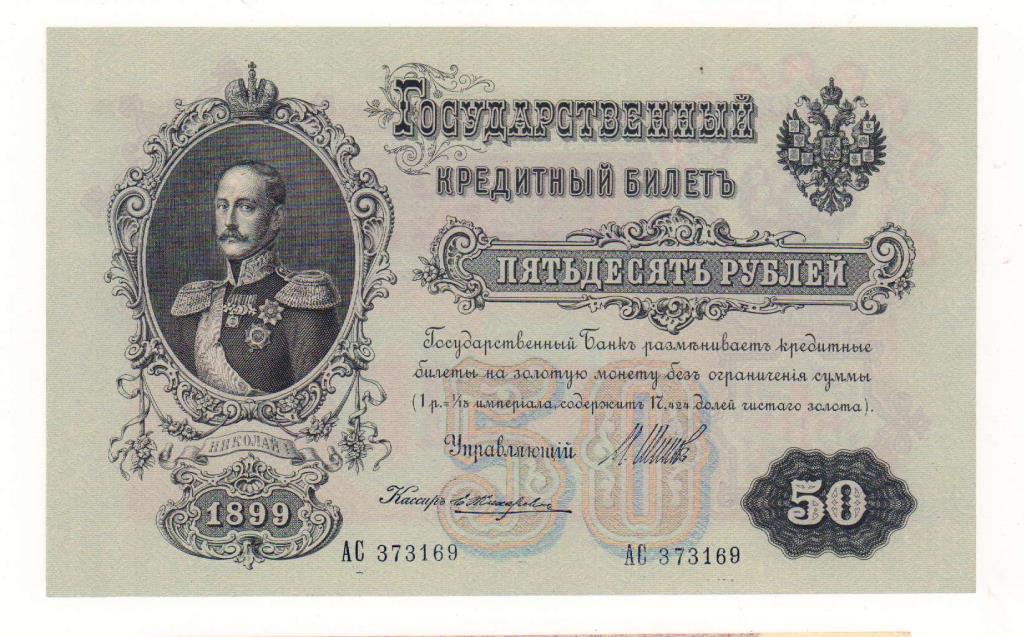 Государственный
кредитный билетъ
пятьдесятъ рублей
Государственный Банкъ размѣниваетъ кредитные
билеты на золотую монету безъ ограниченія суммы
(1 р.=1/15 имперіала, содержитъ 17,424 долей чистаго золота).
Управляющій
Кассиръ
НИКОЛАЙ I
1899
50
50
АС 373169
АС 373169